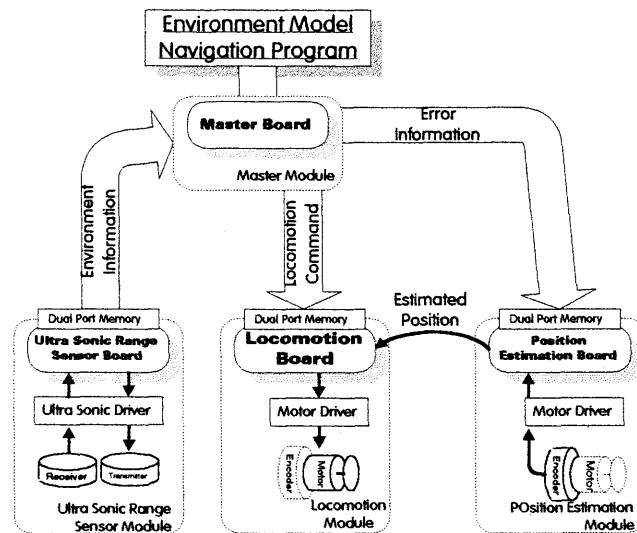 Environment Model
Navigation Program
Master Board
Master Module
Error
Information
Environment
Information
Locomotion
Command
Estimated
Position
Dual Port Memory
Ultra Sonic Range
Sensor Board
Ultra Sonic Driver
Receiver
Transmitter
Ultra Sonic Range
Sensor Module
Dual Port Memory
Locomotion
Board
Motor Driver
Encoder
Motor
Locomotion
Module
Dual Port Memory
Position
Estimation Board
Motor Driver
Encoder
Motor
POsition Estimation
Module